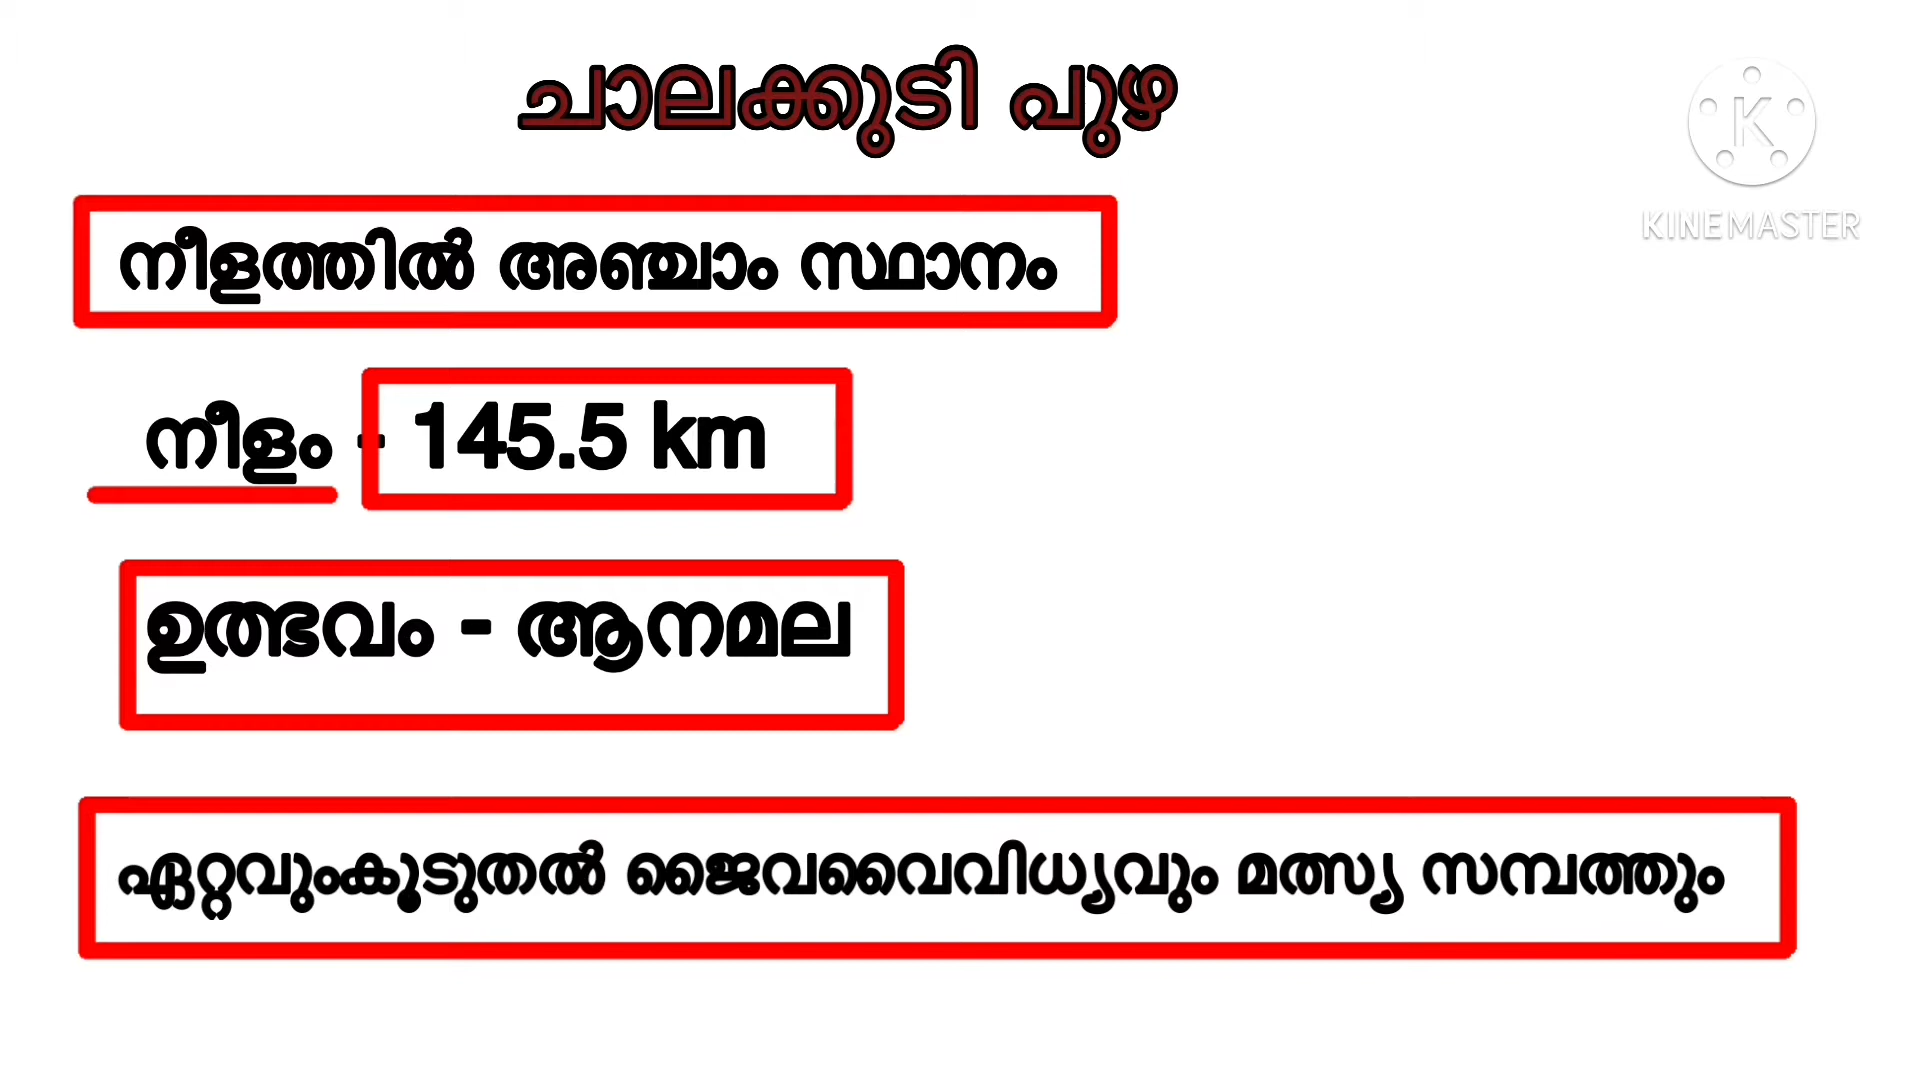 ചാലക്കുടി പുഴ
K
KINEMASTER
നീളത്തിൽ അഞ്ചാം സ്ഥാനം
നീളം - 145.5 km
ഉത്ഭവം - ആനമല
ഏറ്റവുംകൂടുതൽ ജൈവവൈവിധ്യവും മത്സ്യ സമ്പത്തും